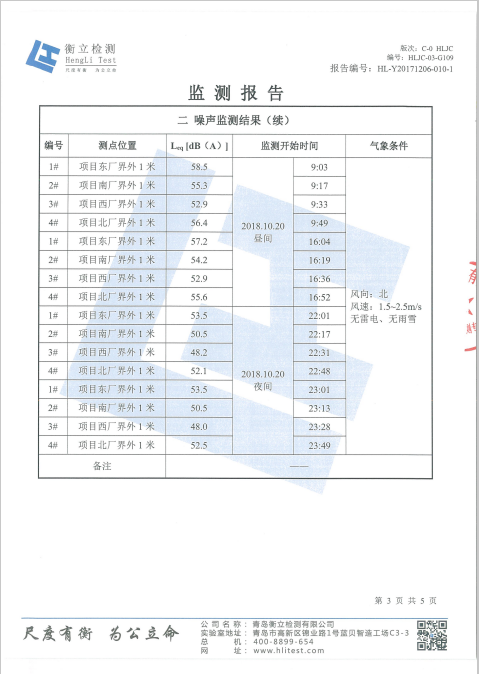 衡立检测
HengLi Test
尺度有衡 为公立命
版次：C-0 HLJC
编号：HLJC-03-G109
报告编号：HL-Y20171206-010-1
监 测 报 告
二 噪声监测结果（续）
编号 测点位置 Leq [dB（A）] 监测开始时间 气象条件
1# 项目东厂界外 1 米 58.5 9:03
2# 项目南厂界外 1 米 55.3 9:17
3# 项目西厂界外 1 米 52.9 9:33
4# 项目北厂界外 1 米 56.4 9:49
2018.10.20
昼间
1# 项目东厂界外 1 米 57.2 16:04
2# 项目南厂界外 1 米 54.2 16:19
3# 项目西厂界外 1 米 52.9 16:36
4# 项目北厂界外 1 米 55.6 16:52
风向：北
风速：1.5~2.5m/s
无雷电、无雨雪
1# 项目东厂界外 1 米 53.5 22:01
2# 项目南厂界外 1 米 50.5 22:17
3# 项目西厂界外 1 米 48.2 22:31
4# 项目北厂界外 1 米 52.1 22:48
2018.10.20
夜间
1# 项目东厂界外 1 米 53.5 23:01
2# 项目南厂界外 1 米 50.5 23:13
3# 项目西厂界外 1 米 48.0 23:28
4# 项目北厂界外 1 米 52.5 23:49
备注 ——
第 3 页 共 5 页
尺度有衡 为公立命
公 司 名 称：青岛衡立检测有限公司
实验室地址：青岛市高新区锦业路1号蓝贝智造工场C3-3
总 机：400-8899-654
网 址：www.hlitest.com